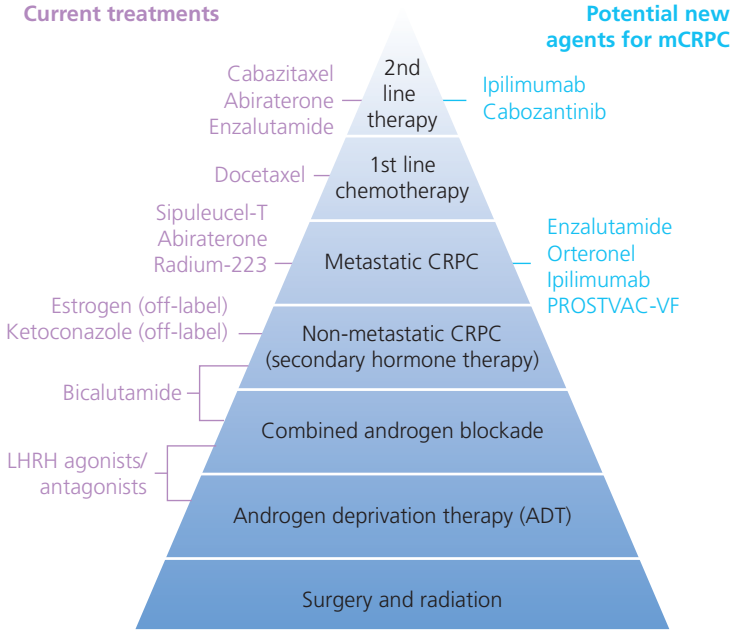 Current treatments
Potential new
agents for mCRPC
Cabazitaxel
Abiraterone
Enzalutamide
2nd
line
therapy
Ipilimumab
Cabozantinib
Docetaxel
1st line
chemotherapy
Sipuleucel-T
Abiraterone
Radium-223
Metastatic CRPC
Enzalutamide
Orteronel
Ipilimumab
PROSTVAC-VF
Estrogen (off-label)
Ketoconazole (off-label)
Non-metastatic CRPC
(secondary hormone therapy)
Bicalutamide
Combined androgen blockade
LHRH agonists/
antagonists
Androgen deprivation therapy (ADT)
Surgery and radiation